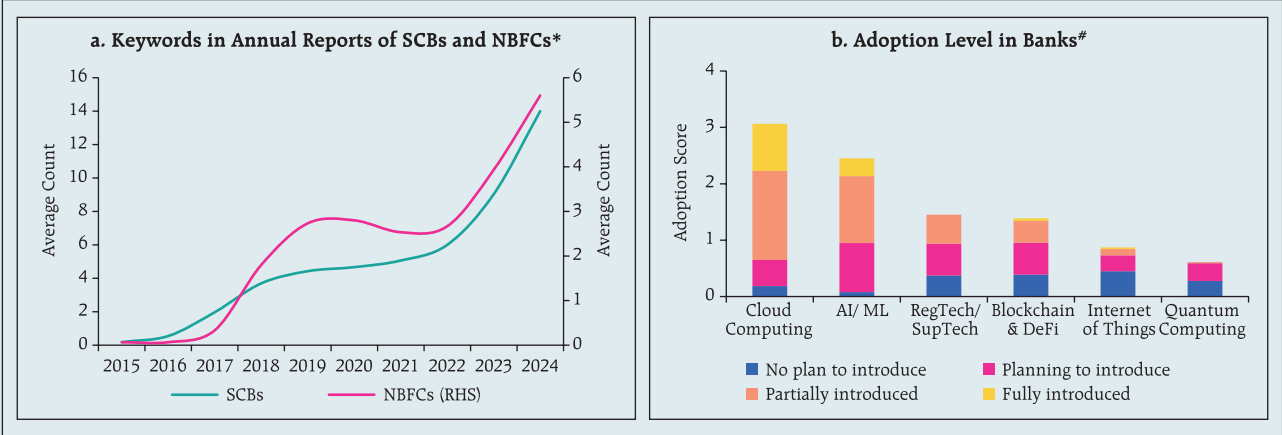 a. Keywords in Annual Reports of SCBs and NBFCs*
16
14
12
10
8
6
4
2
0
Average Count
6
5
4
3
2
1
0
Average Count
2015 2016 2017 2018 2019 2020 2021 2022 2023 2024
SCBs NBFCs (RHS)
b. Adoption Level in Banks#
4
3
2
1
0
Adoption Score
Cloud Computing
AI/ ML
RegTech/ SupTech
Blockchain & DeFi
Internet of Things
Quantum Computing
No plan to introduce Planning to introduce
Partially introduced Fully introduced